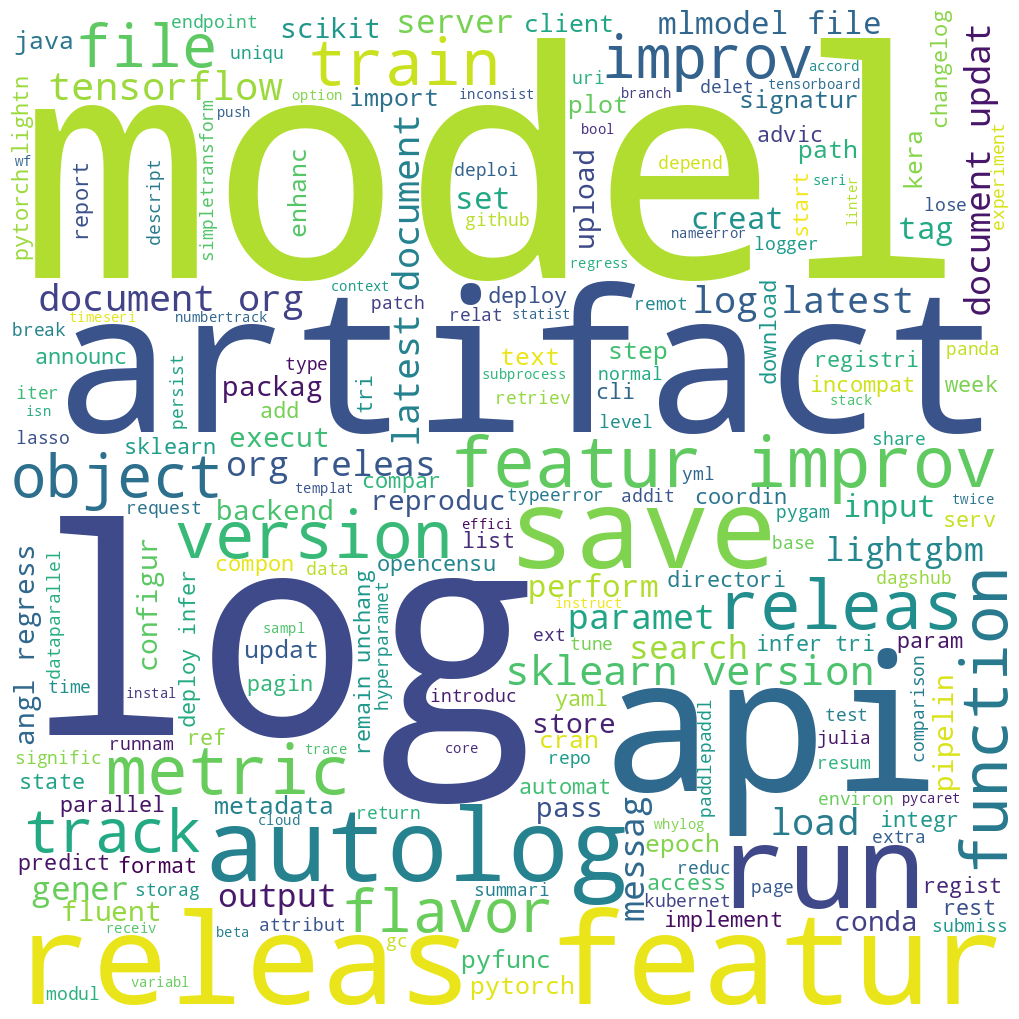 endpoint
java
file
uniqu
scikit
server
client
mlmodel file
train
improv
accord
changelog
document updat
tensorflow
option
import
inconsist
uri
branch
delet
tensorboard
plot
signatur
pytorchlightn
push
simpletransform
model
bool
advic
path
kera
experiment
wf
report
descript
enhanc
document
deploi
set
github
upload
depend
creat
start
seri
linter
tag
lose
nameerror
logger
regress
document org
context
patch
deploy
relat
statist
remot
log latest
download
break
timeseri
numbertrack
artifact
announc
persist
type
latest
text
subprocess
retriev
step
normal
cli
level
registri
incompat
panda
week
stack
iter
isn
packag
add
tri
lasso
sklearn
execut
share
object
org releas
compar
featur improv
yml
templat
reproduc
typeerror
addit
coordin
input
twice
request
backend
version
effici
list
save
pygam
serv
base
lightgbm
angl regress
dataparallel
configur
deploy infer
compon
data
opencensu
log
remain unchang
hyperparamet
perform
instruct
directori
dagshub
paramet
releas
function
sampl
updat
pagin
ext
tune
search
infer tri
param
sklearn version
time
instal
introduc
yaml
api
comparison
pipelin
store
test
julia
runnam
ref
trace
core
cran
repo
resum
signific
state
metric
automat
paddlepaddl
parallel
metadata
return
pass
messag
environ
pycaret
cloud
whylog
load
integr
track
autolog
epoch
run
extra
predict
format
reduc
gener
storag
output
summari
access
kubernet
page
regist
fluent
flavor
implement
conda
rest
receiv
beta
attribut
submiss
gc
releas featur
pyfunc
modul
variabl
pytorch